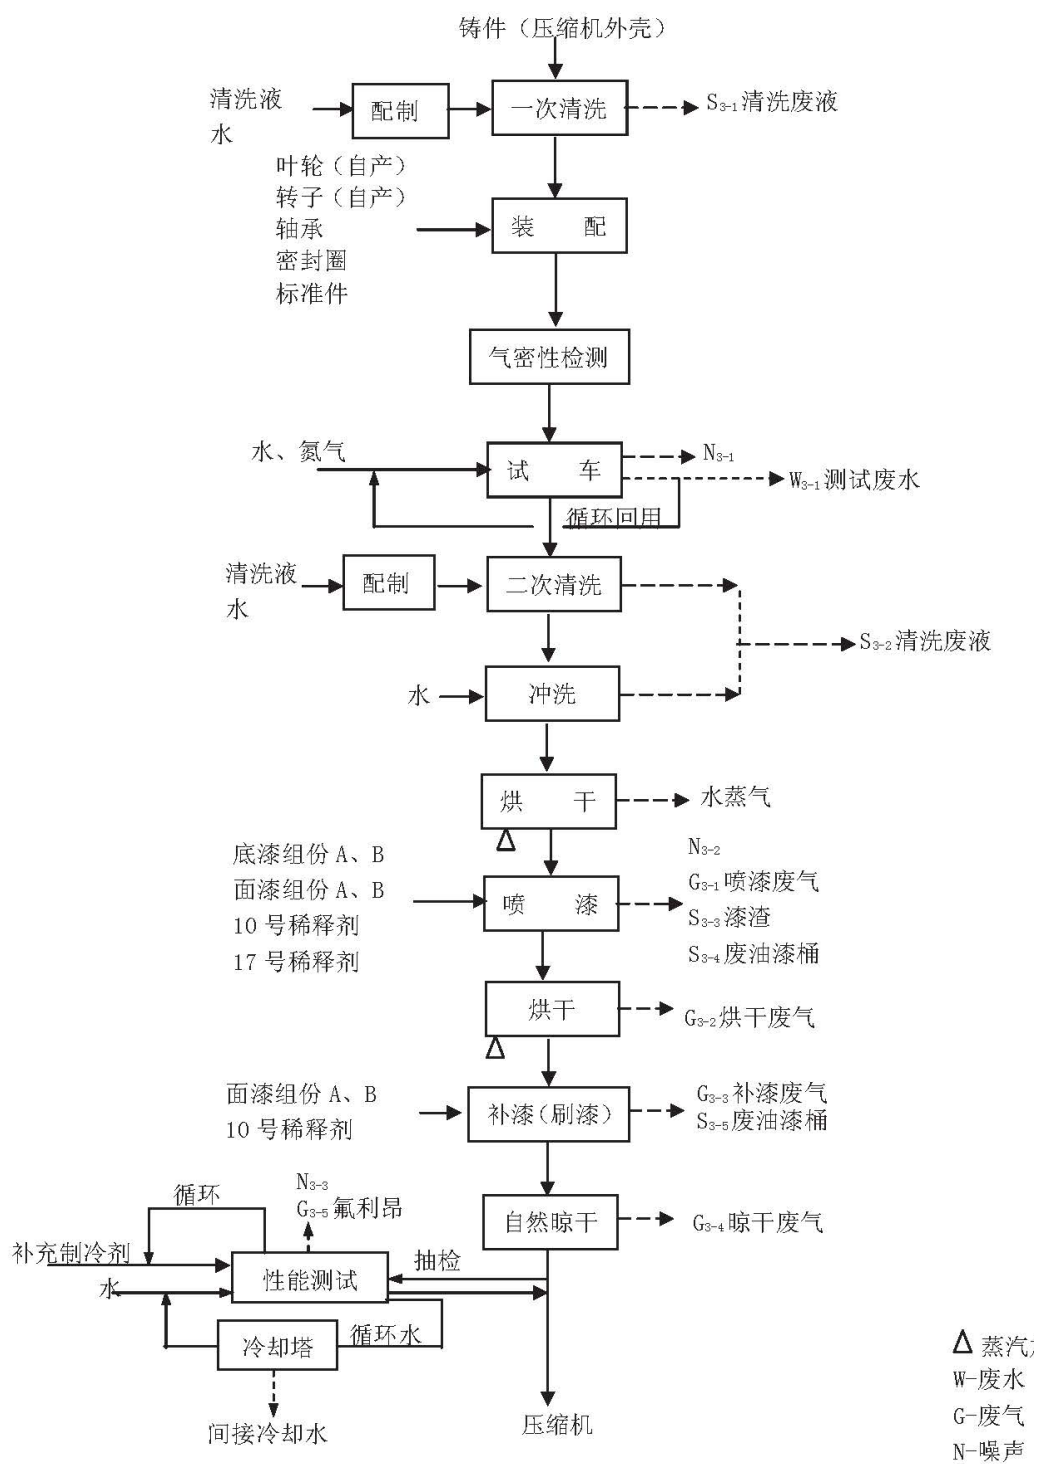 铸件（压缩机外壳）
清洗液
水
配制
一次清洗
S3-1清洗废液
叶轮（自产）
转子（自产）
轴承
密封圈
标准件
装 配
气密性检测
水、氮气
试 车
N3-1
W3-1测试废水
循环回用
清洗液
水
配制
二次清洗
S3-2清洗废液
水
冲洗
烘 干
水蒸气
底漆组份 A、B
面漆组份 A、B
10 号稀释剂
17 号稀释剂
喷 漆
N3-2
G3-1喷漆废气
S3-3漆渣
S3-4废油漆桶
烘干
G3-2烘干废气
面漆组份 A、B
10 号稀释剂
补漆（刷漆）
G3-3补漆废气
S3-5废油漆桶
自然晾干
G3-4晾干废气
N3-3
G3-5氟利昂
循环
补充制冷剂
水
性能测试
抽检
冷却塔
循环水
间接冷却水
压缩机
蒸汽
W-废水
G-废气
N-噪声